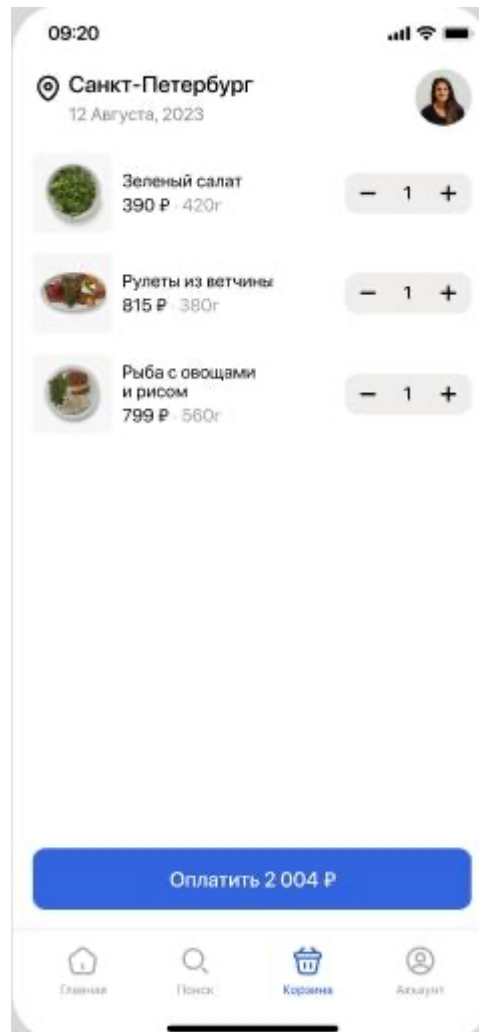 09:20
Санкт-Петербург
12 Августа, 2023
Зеленый салат
390 ₽ · 420г
− 1 +
Рулеты из ветчины
815 ₽ · 380г
− 1 +
Рыба с овощами
и рисом
799 ₽ · 560г
− 1 +
Оплатить 2 004 ₽
Главная Поиск Корзина Аккаунт